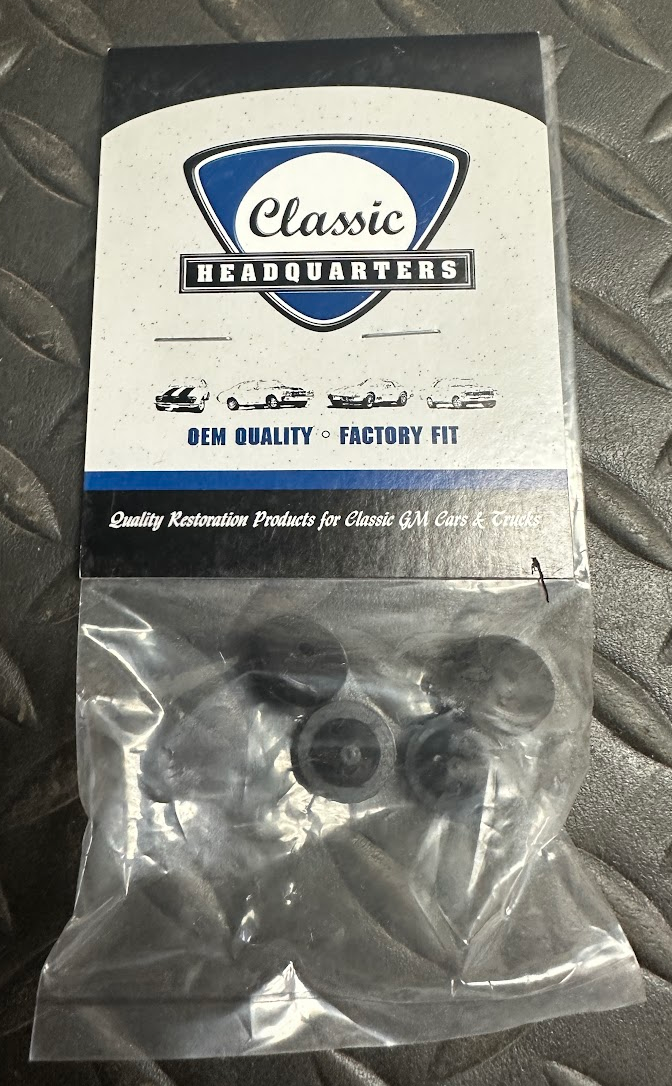 Classic
HEADQUARTERS
OEM QUALITY ◦ FACTORY FIT
Quality Restoration Products for Classic GM Cars & Trucks